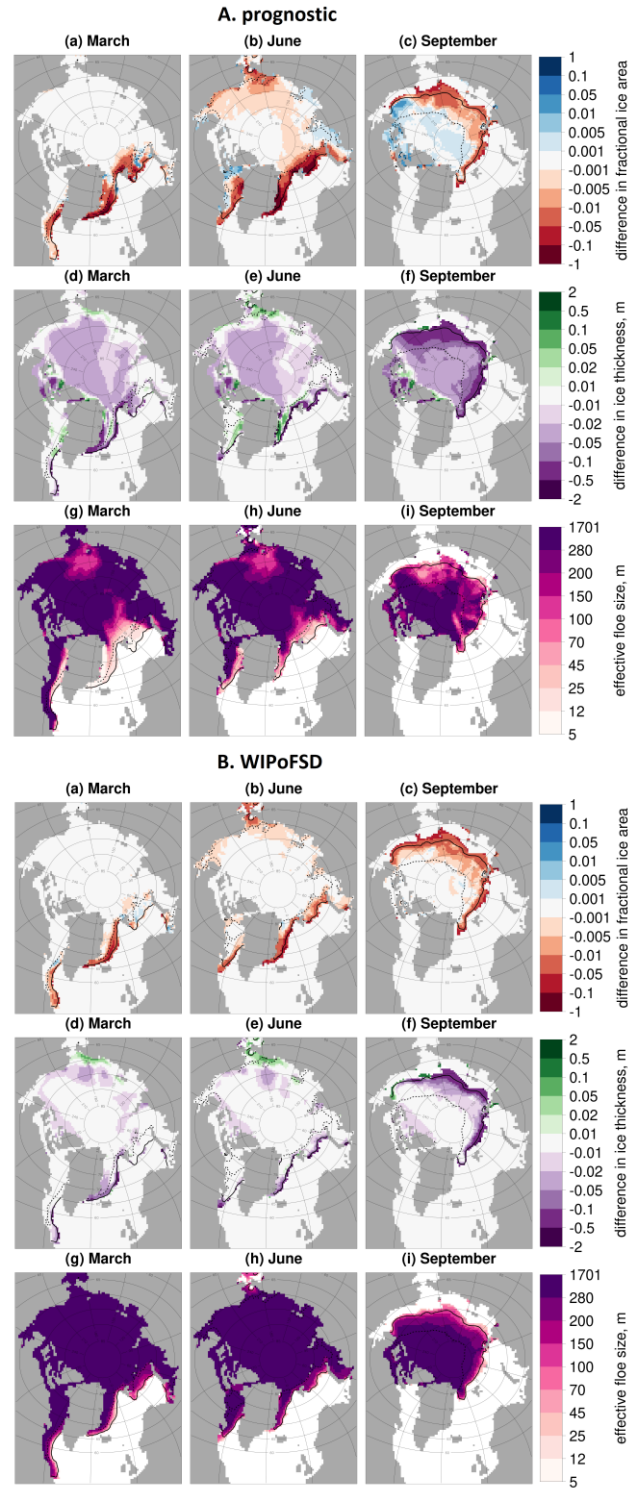 A. prognostic
(a) March
(b) June
(c) September
1
0.1
0.05
0.01
0.005
0.001
-0.001
-0.005
-0.01
-0.05
-0.1
-1
difference in fractional ice area
(d) March
(e) June
(f) September
2
0.5
0.1
0.05
0.02
0.01
-0.01
-0.02
-0.05
-0.1
-0.5
-2
difference in ice thickness, m
(g) March
(h) June
(i) September
1701
280
200
150
100
70
45
25
12
5
effective floe size, m
B. WIPoFSD
(a) March
(b) June
(c) September
1
0.1
0.05
0.01
0.005
0.001
-0.001
-0.005
-0.01
-0.05
-0.1
-1
difference in fractional ice area
(d) March
(e) June
(f) September
2
0.5
0.1
0.05
0.02
0.01
-0.01
-0.02
-0.05
-0.1
-0.5
-2
difference in ice thickness, m
(g) March
(h) June
(i) September
1701
280
200
150
100
70
45
25
12
5
effective floe size, m